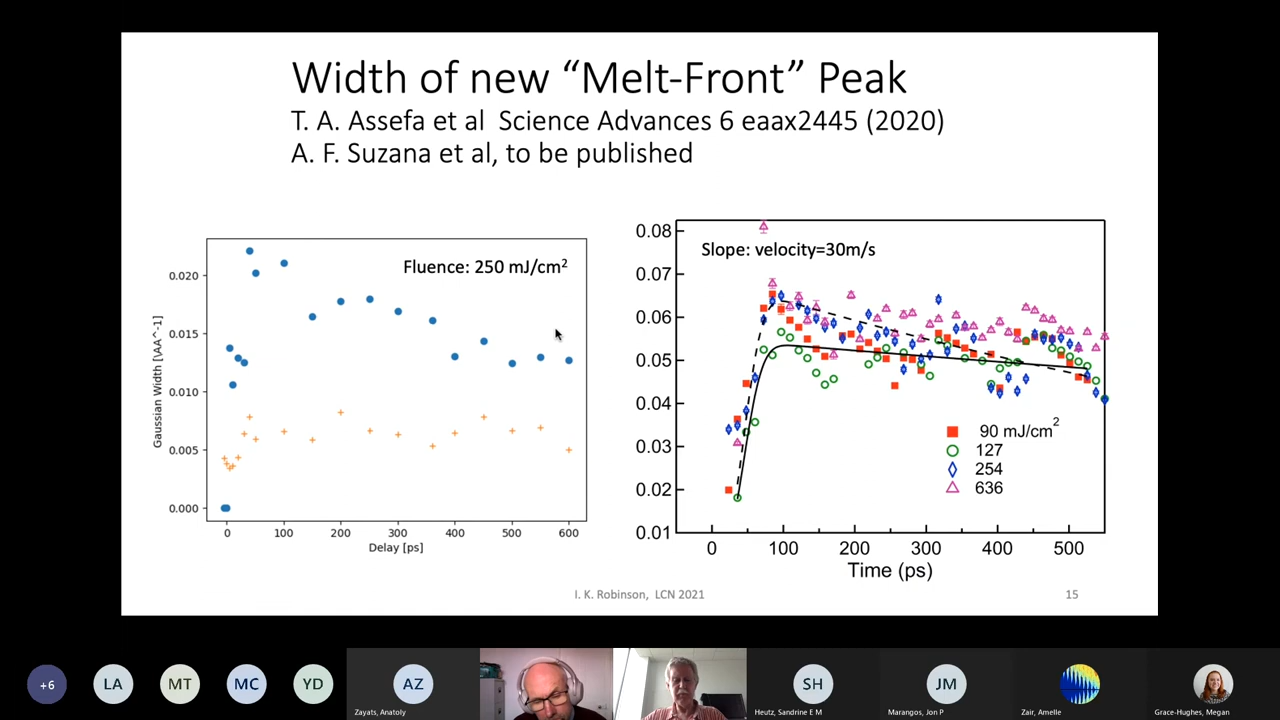 Width of new “Melt-Front” Peak
T. A. Assefa et al Science Advances 6 eaax2445 (2020)
A. F. Suzana et al, to be published
Fluence: 250 mJ/cm²
0.020
0.015
0.010
0.005
0.000
Gaussian Width [\AA^-1]
0 100 200 300 400 500 600
Delay [ps]
Slope: velocity=30m/s
0.08
0.07
0.06
0.05
0.04
0.03
0.02
0.01
90 mJ/cm²
127
254
636
0 100 200 300 400 500
Time (ps)
I. K. Robinson, LCN 2021
15
+6 LA MT MC YD AZ SH JM
Zayats, Anatoly
Heutz, Sandrine E M
Marangos, Jon P
Zair, Amelle
Grace-Hughes, Megan